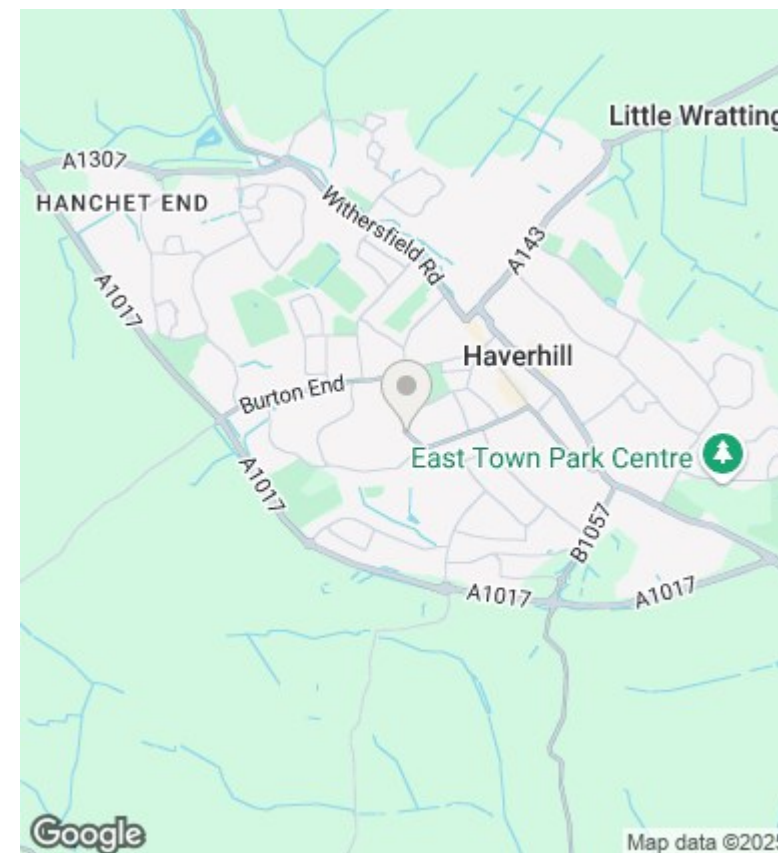 Little Wratting
A1307
HANCHET END
Withersfield Rd
A143
A1017
Haverhill
Burton End
East Town Park Centre
A1017
B1057
A1017
A1017
Google
Map data ©2025